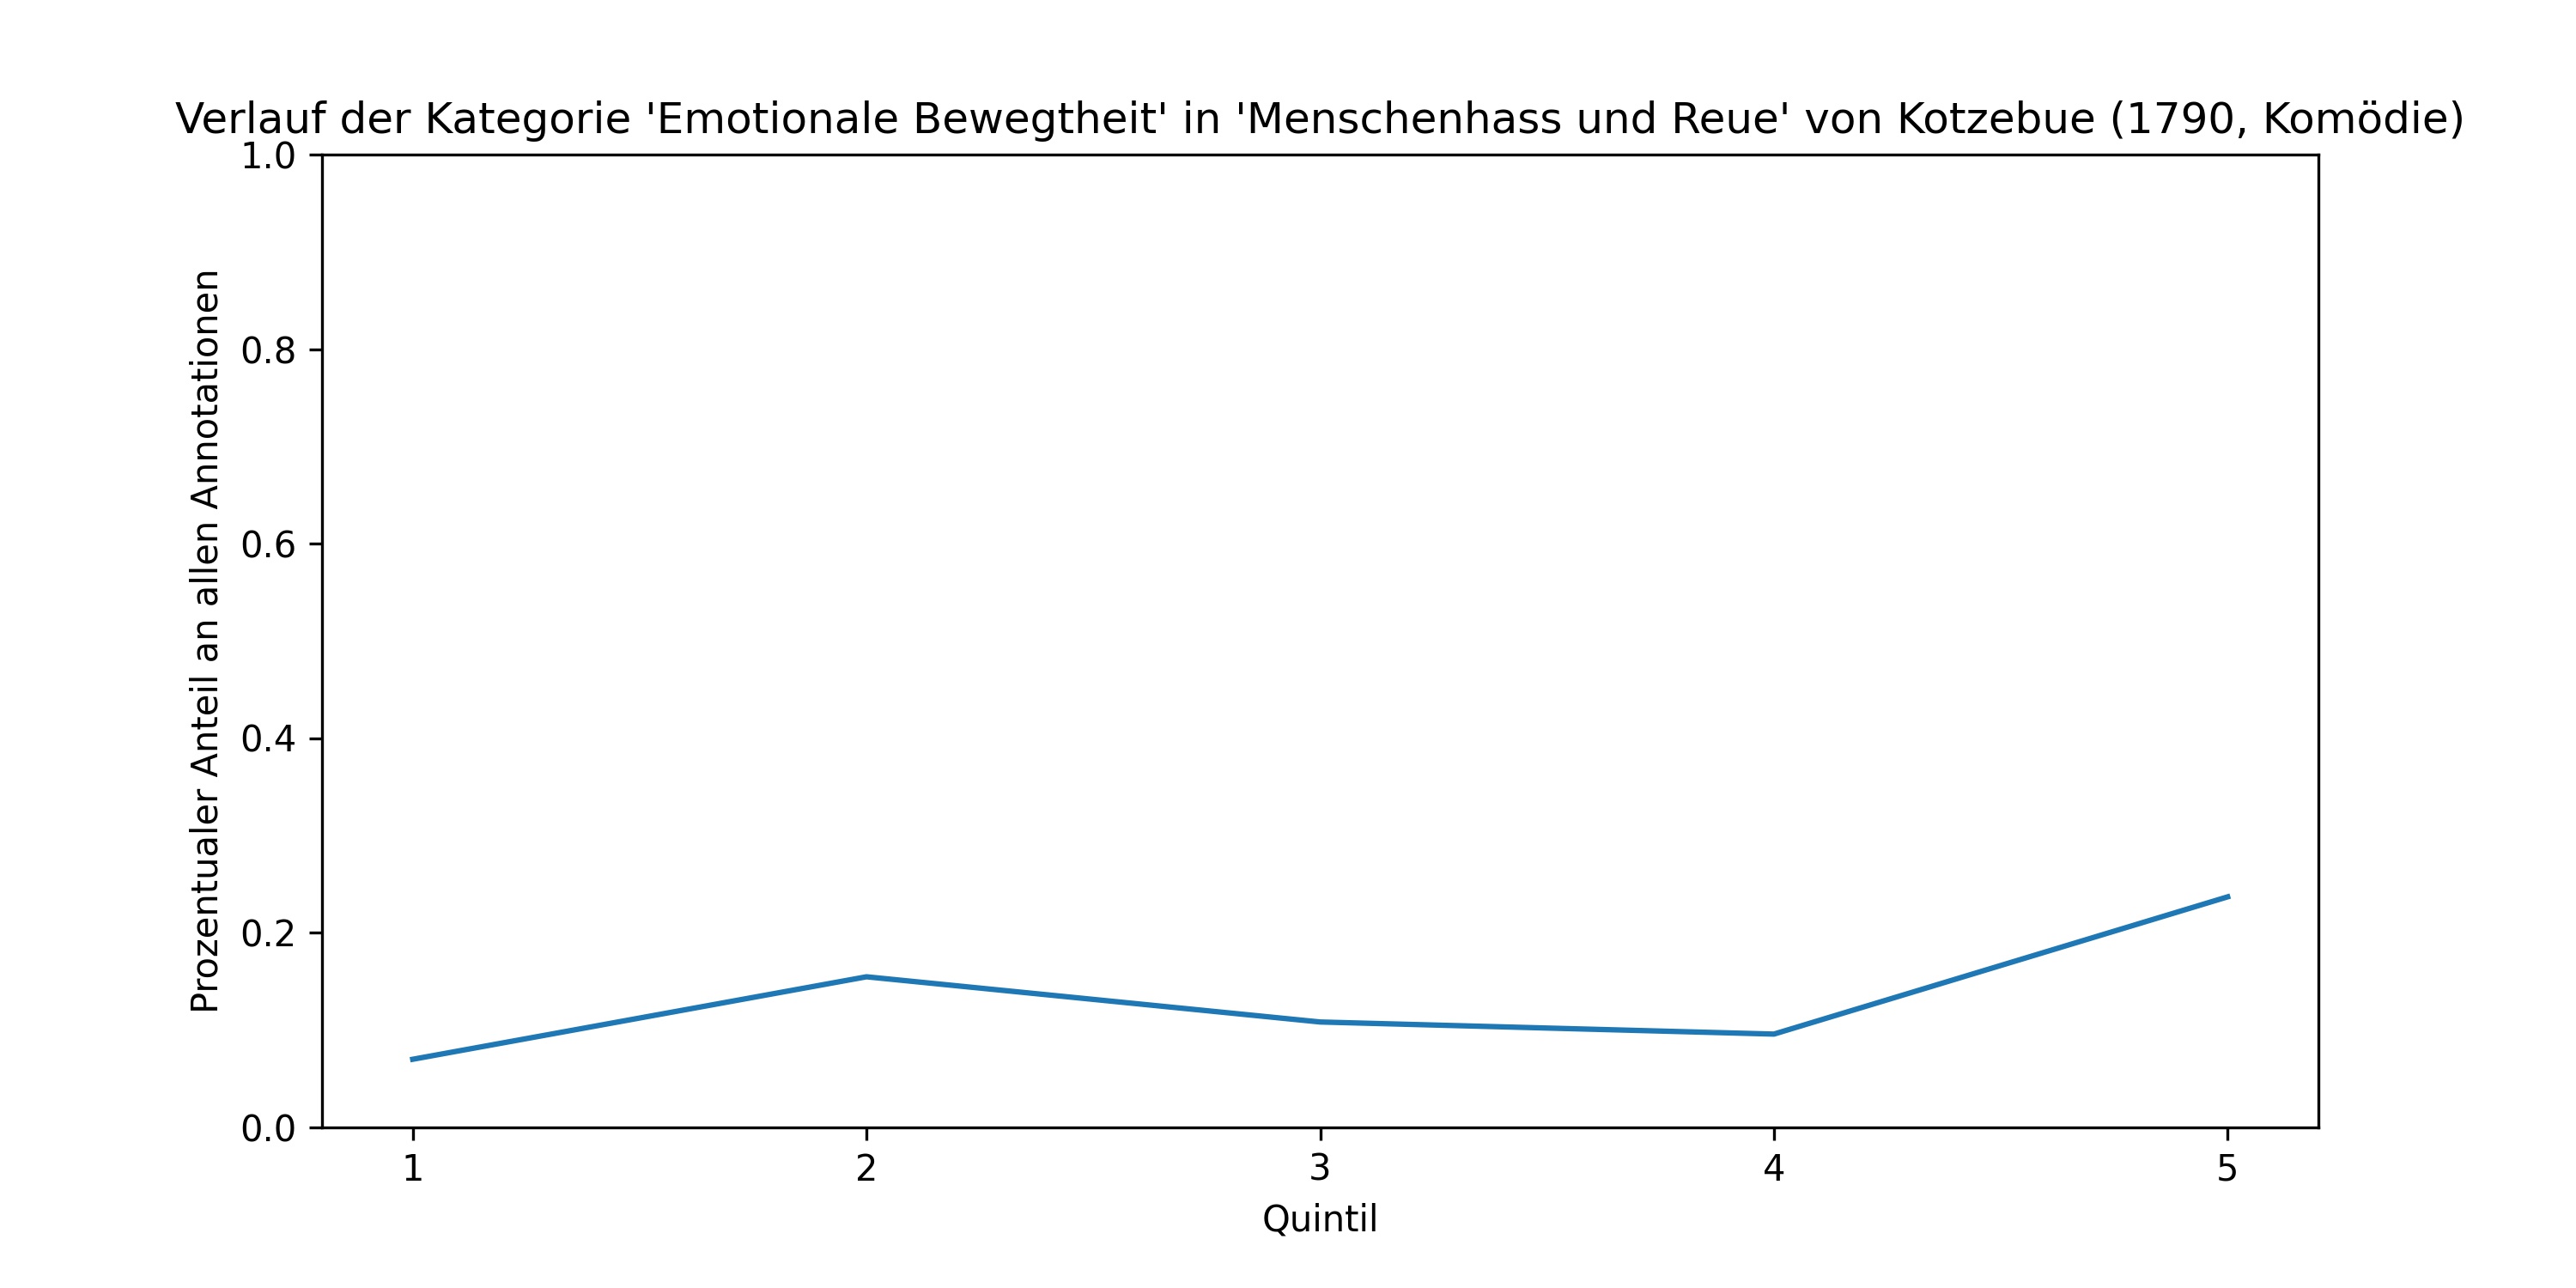 Verlauf der Kategorie 'Emotionale Bewegtheit' in 'Menschenhass und Reue' von Kotzebue (1790, Komödie)
Prozentualer Anteil an allen Annotationen
1.0
0.8
0.6
0.4
0.2
0.0
1 2 3 4 5
Quintil